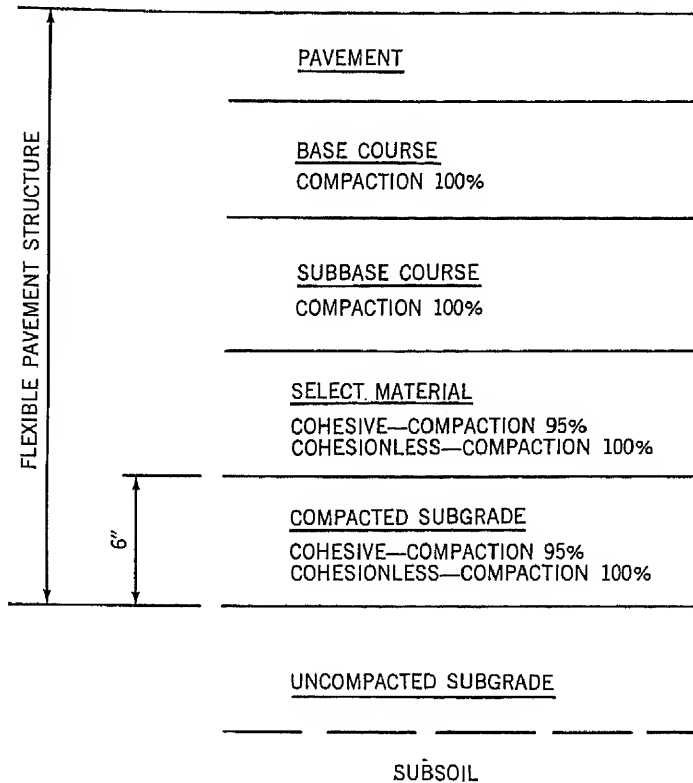 FLEXIBLE PAVEMENT STRUCTURE
PAVEMENT
BASE COURSE
COMPACTION 100%
SUBBASE COURSE
COMPACTION 100%
SELECT MATERIAL
COHESIVE—COMPACTION 95%
COHESIONLESS—COMPACTION 100%
6"
COMPACTED SUBGRADE
COHESIVE—COMPACTION 95%
COHESIONLESS—COMPACTION 100%
UNCOMPACTED SUBGRADE
SUBSOIL